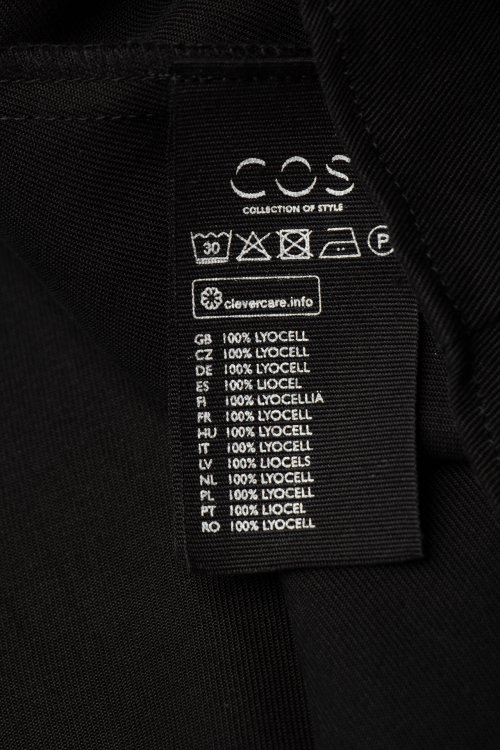 COS
COLLECTION OF STYLE
30 P
clevercare.info
GB 100% LYOCELL
CZ 100% LYOCELL
DE 100% LYOCELL
ES 100% LIOCEL
FI 100% LYOCELLIÀ
FR 100% LYOCELL
HU 100% LYOCELL
IT 100% LYOCELL
LV 100% LIOCELS
NL 100% LYOCELL
PL 100% LYOCELL
PT 100% LIOCEL
RO 100% LYOCELL